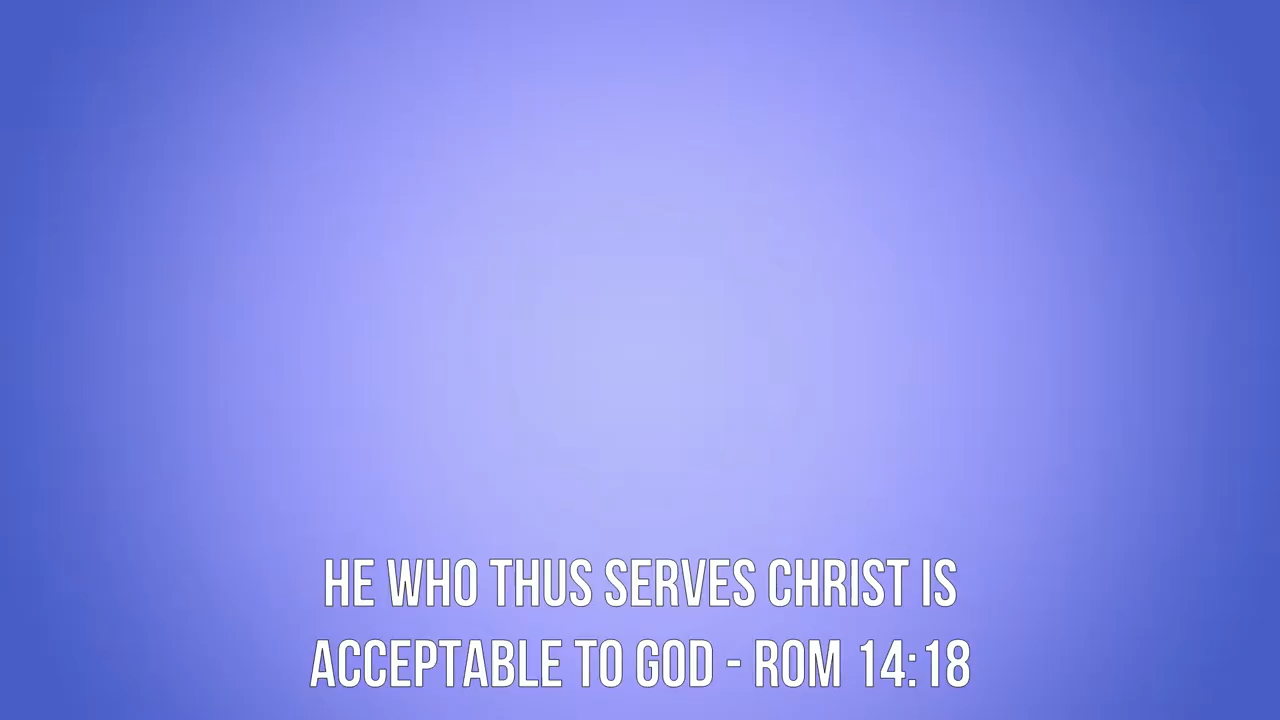 HE WHO THUS SERVES CHRIST IS
ACCEPTABLE TO GOD - ROM 14:18